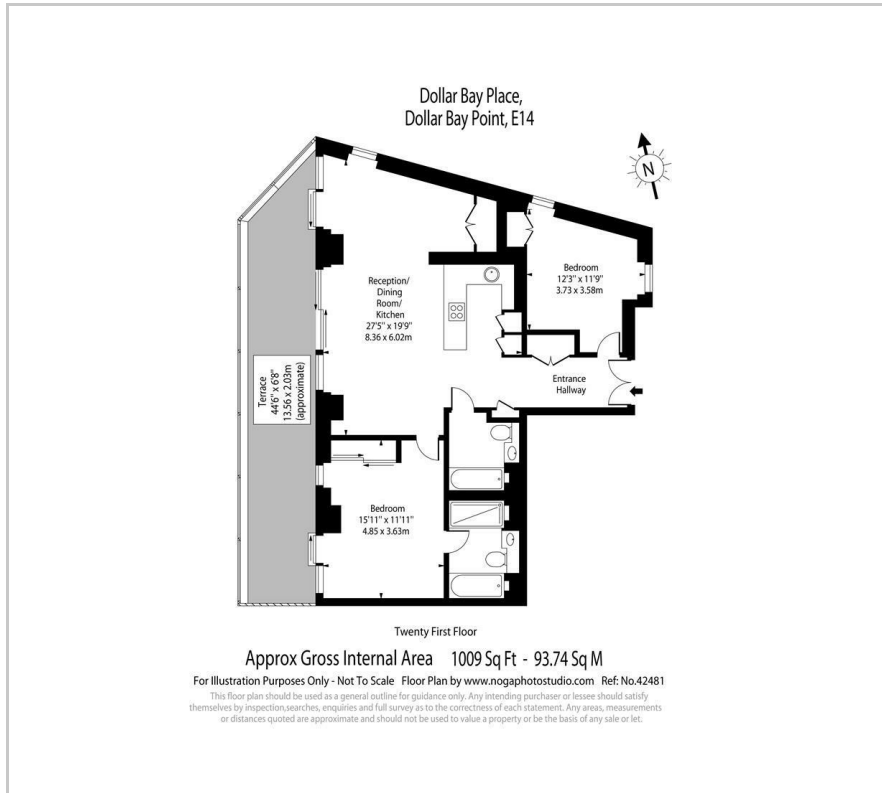 Dollar Bay Place,
Dollar Bay Point, E14
N
Reception/
Dining
Room/
Kitchen
27'5" x 19'9"
8.36 x 6.02m
Bedroom
12'3" x 11'9"
3.73 x 3.58m
Terrace
44'6" x 6'8"
13.56 x 2.03m
(approximate)
Entrance
Hallway
Bedroom
15'11" x 11'11"
4.85 x 3.63m
Twenty First Floor
Approx Gross Internal Area 1009 Sq Ft - 93.74 Sq M
For Illustration Purposes Only - Not To Scale Floor Plan by www.nogaphotostudio.com Ref: No.42481
This floor plan should be used as a general outline for guidance only. Any intending purchaser or lessee should satisfy
themselves by inspection,searches, enquiries and full survey as to the correctness of each statement. Any areas, measurements
or distances quoted are approximate and should not be used to value a property or be the basis of any sale or let.